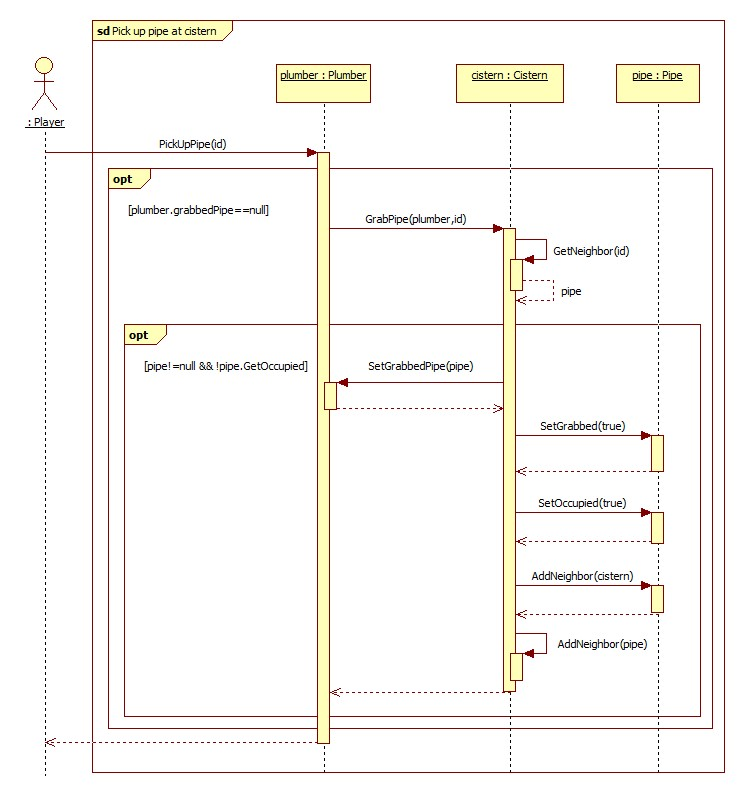 sd Pick up pipe at cistern
plumber : Plumber
cistern : Cistern
pipe : Pipe
: Player
PickUpPipe(id)
opt
[plumber.grabbedPipe==null]
GrabPipe(plumber,id)
GetNeighbor(id)
pipe
opt
[pipe!=null && !pipe.GetOccupied]
SetGrabbedPipe(pipe)
SetGrabbed(true)
SetOccupied(true)
AddNeighbor(cistern)
AddNeighbor(pipe)